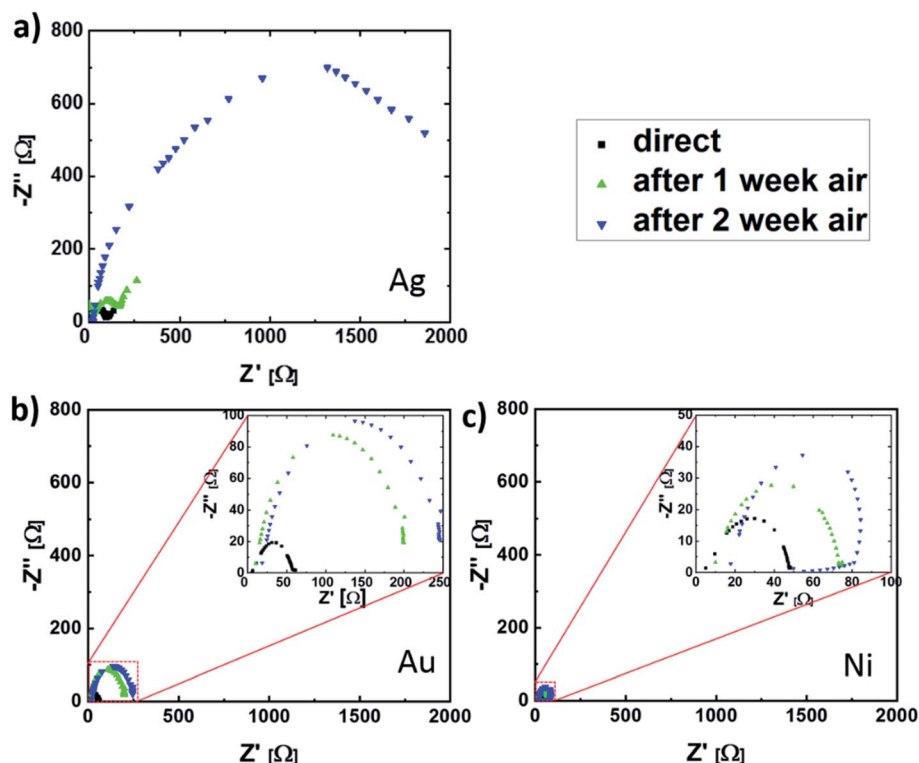 a)
800
600
400
200
0
-Z'' [Ω]
0 500 1000 1500 2000
Z' [Ω]
Ag
direct
after 1 week air
after 2 week air
b)
800
600
400
200
0
-Z'' [Ω]
0 500 1000 1500 2000
Z' [Ω]
Au
100
80
60
40
20
0
-Z'' [Ω]
0 50 100 150 200 250
Z' [Ω]
c)
800
600
400
200
0
-Z'' [Ω]
0 500 1000 1500 2000
Z' [Ω]
Ni
50
40
30
20
10
0
-Z'' [Ω]
0 20 40 60 80 100
Z' [Ω]